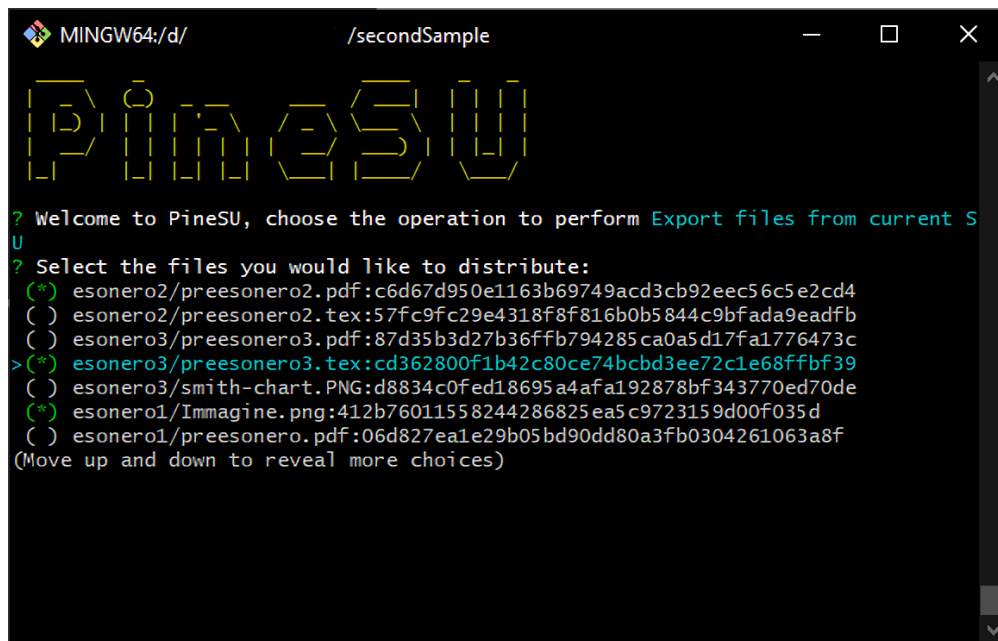 MINGW64:/d/ /secondSample
PineSU
? Welcome to PineSU, choose the operation to perform Export files from current S
U
? Select the files you would like to distribute:
(*) esonero2/preesonero2.pdf:c6d67d950e1163b69749acd3cb92eec56c5e2cd4
( ) esonero2/preesonero2.tex:57fc9fc29e4318f8f816b0b5844c9bfada9eadfb
( ) esonero3/preesonero3.pdf:87d35b3d27b36ffb794285ca0a5d17fa1776473c
>(*) esonero3/preesonero3.tex:cd362800f1b42c80ce74bcbd3ee72c1e68ffbf39
( ) esonero3/smith-chart.PNG:d8834c0fed18695a4afa192878bf343770ed70de
(*) esonero1/Immagine.png:412b76011558244286825ea5c9723159d00f035d
( ) esonero1/preesonero.pdf:06d827ea1e29b05bd90dd80a3fb0304261063a8f
(Move up and down to reveal more choices)